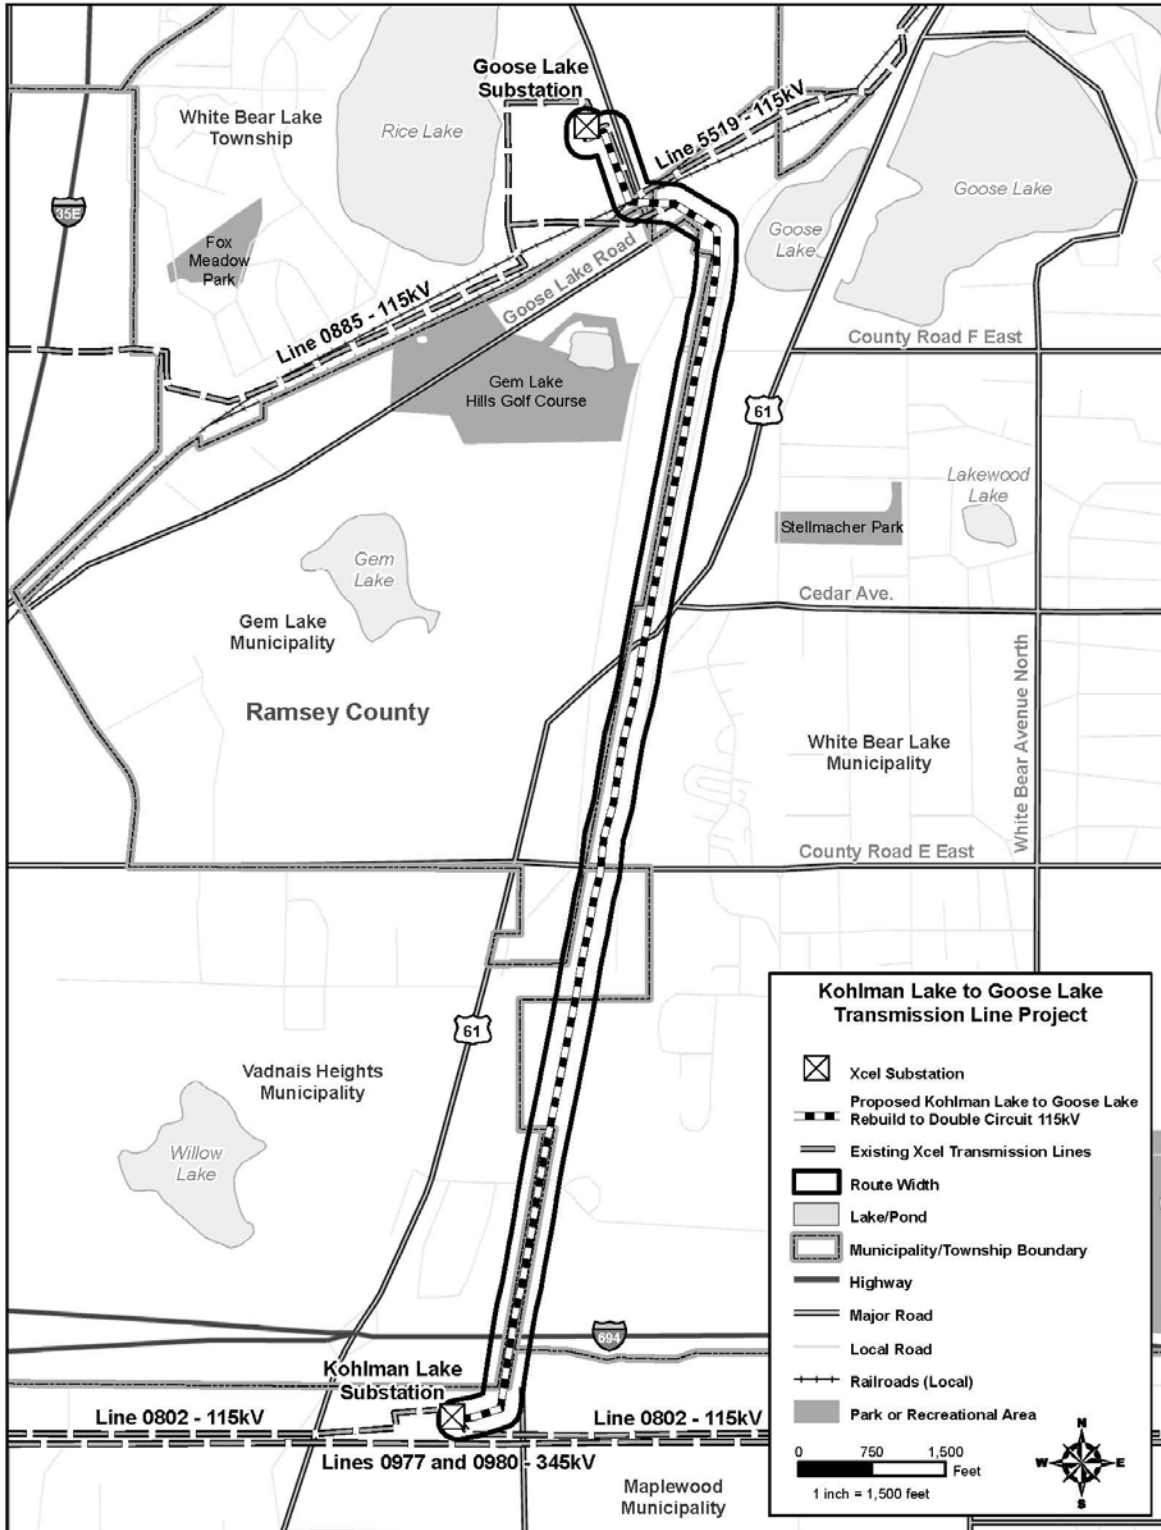 Goose Lake
Substation
White Bear Lake
Township
Rice Lake
Line 5519 - 115kV
35E
Goose Lake
Goose
Lake
Fox
Meadow
Park
Goose Lake Road
Line 0885 - 115kV
County Road F East
Gem Lake
Hills Golf Course
61
Lakewood
Lake
Stellmacher Park
Gem
Lake
Cedar Ave.
Gem Lake
Municipality
White Bear Avenue North
Ramsey County
White Bear Lake
Municipality
County Road E East
61
Vadnais Heights
Municipality
Willow
Lake
694
Kohlman Lake
Substation
Line 0802 - 115kV
Line 0802 - 115kV
Lines 0977 and 0980 - 345kV
Maplewood
Municipality
Kohlman Lake to Goose Lake
Transmission Line Project
Xcel Substation
Proposed Kohlman Lake to Goose Lake
Rebuild to Double Circuit 115kV
Existing Xcel Transmission Lines
Route Width
Lake/Pond
Municipality/Township Boundary
Highway
Major Road
Local Road
Railroads (Local)
Park or Recreational Area
0 750 1,500
Feet
1 inch = 1,500 feet
N
W E
S